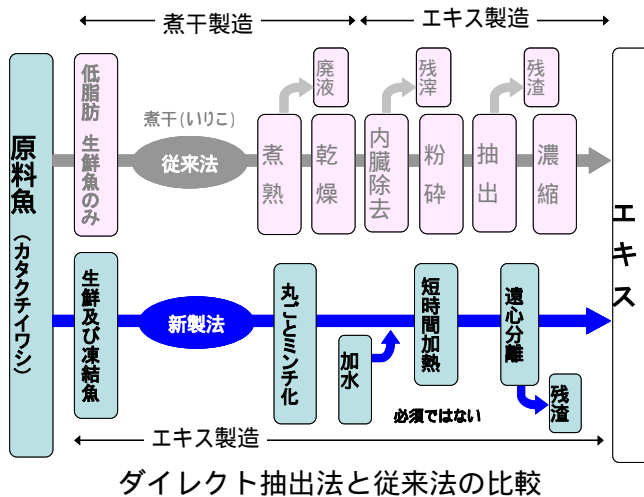 煮干製造
エキス製造
原料魚
（カタクチイワシ）
低脂肪 生鮮魚のみ
煮干(いりこ)
従来法
煮熟
廃液
乾燥
内臓除去
残滓
粉砕
抽出
残渣
濃縮
エキス
生鮮及び凍結魚
新製法
丸ごとミンチ化
加水
短時間加熱
遠心分離
残渣
必須ではない
エキス製造
ダイレクト抽出法と従来法の比較